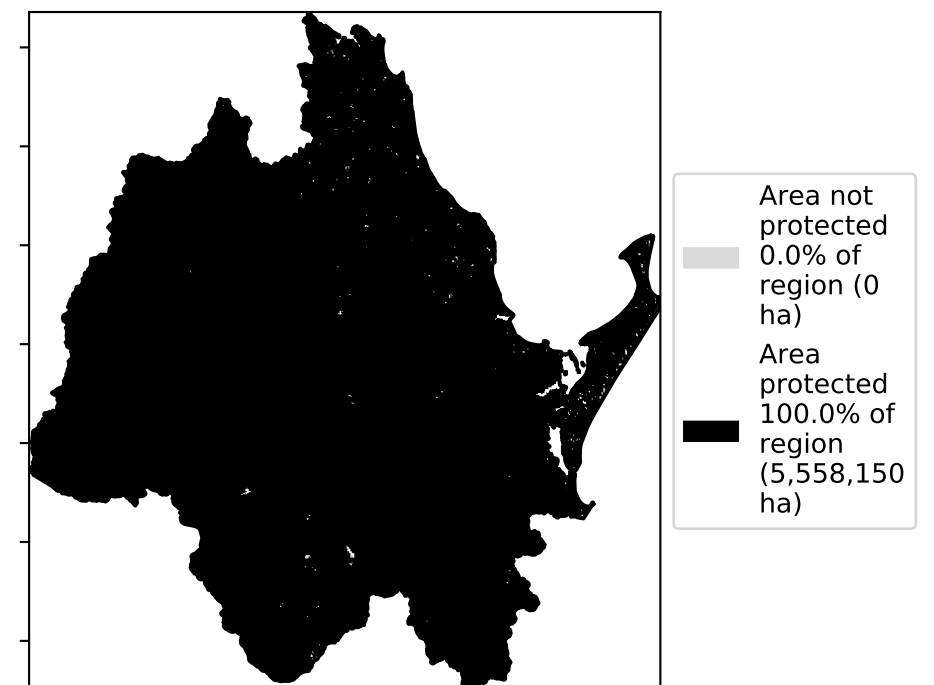 Area not
protected
0.0% of
region (0
ha)
Area
protected
100.0% of
region
(5,558,150
ha)